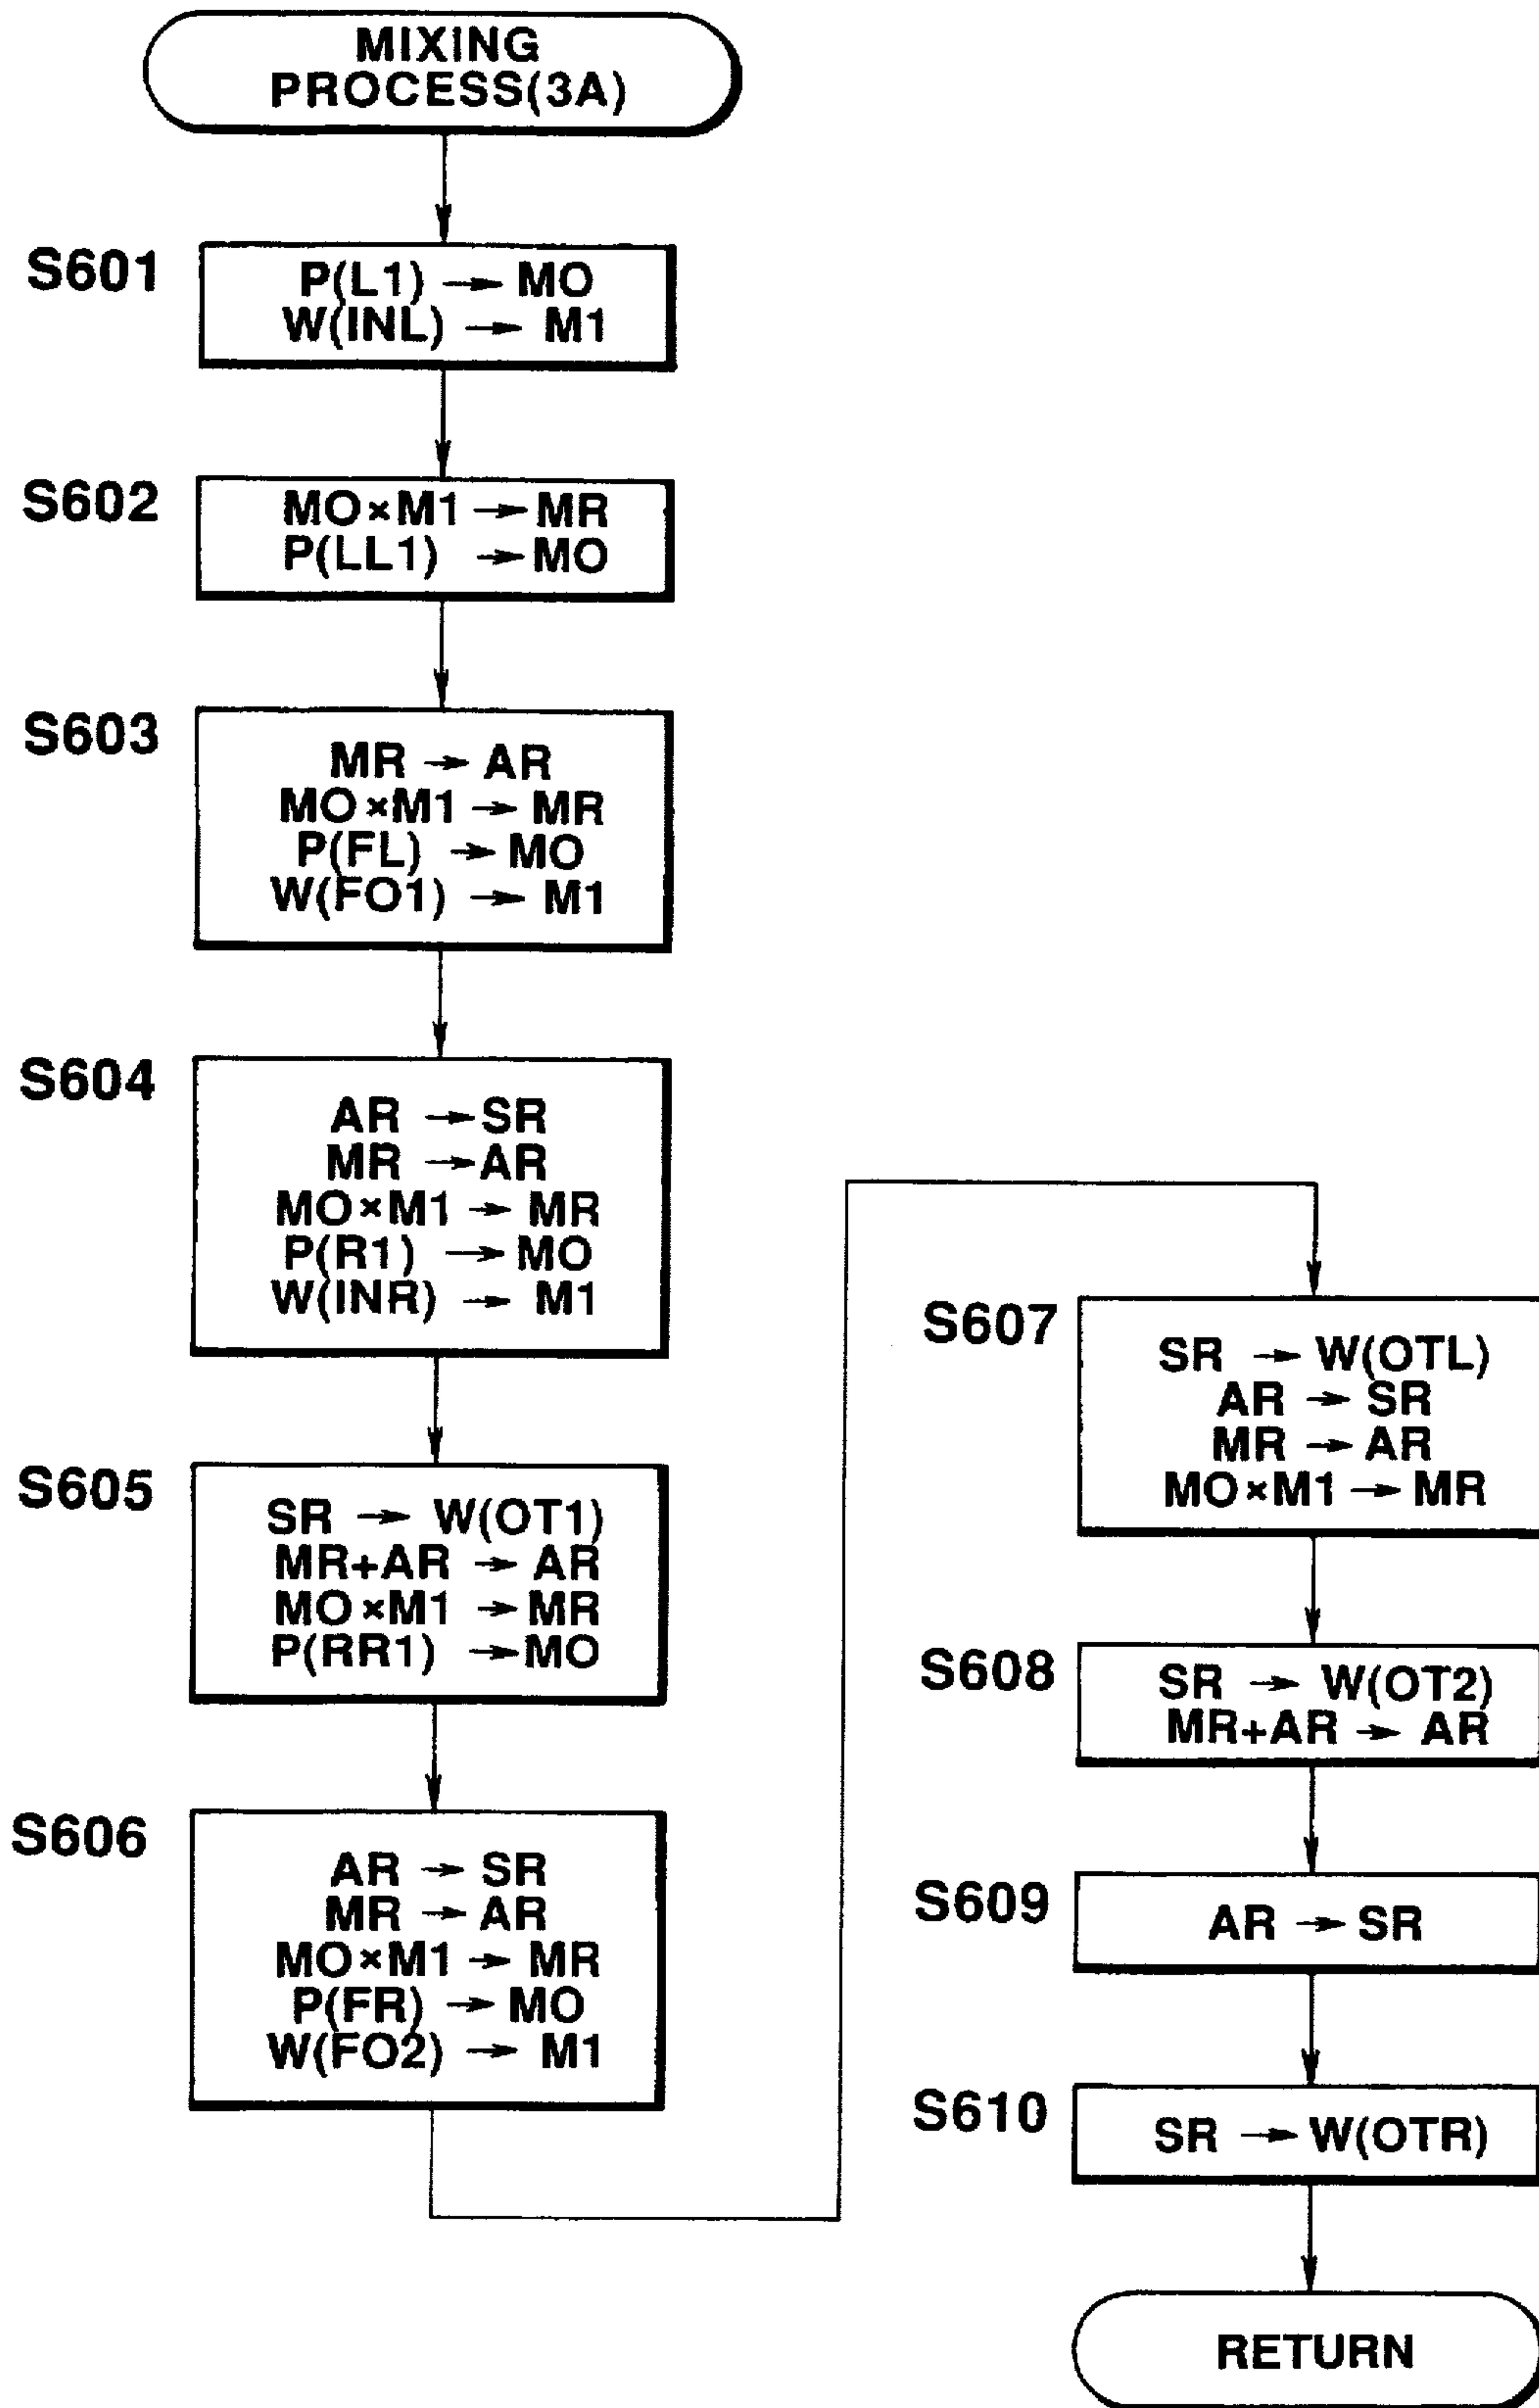 MIXING
PROCESS(3A)
S601
P(L1) → MO
W(INL) → M1
S602
MO×M1 → MR
P(LL1) → MO
S603
MR → AR
MO×M1 → MR
P(FL) → MO
W(FO1) → M1
S604
AR → SR
MR → AR
MO×M1 → MR
P(R1) → MO
W(INR) → M1
S605
SR → W(OT1)
MR+AR → AR
MO×M1 → MR
P(RR1) → MO
S606
AR → SR
MR → AR
MO×M1 → MR
P(FR) → MO
W(FO2) → M1
S607
SR → W(OTL)
AR → SR
MR → AR
MO×M1 → MR
S608
SR → W(OT2)
MR+AR → AR
S609
AR → SR
S610
SR → W(OTR)
RETURN